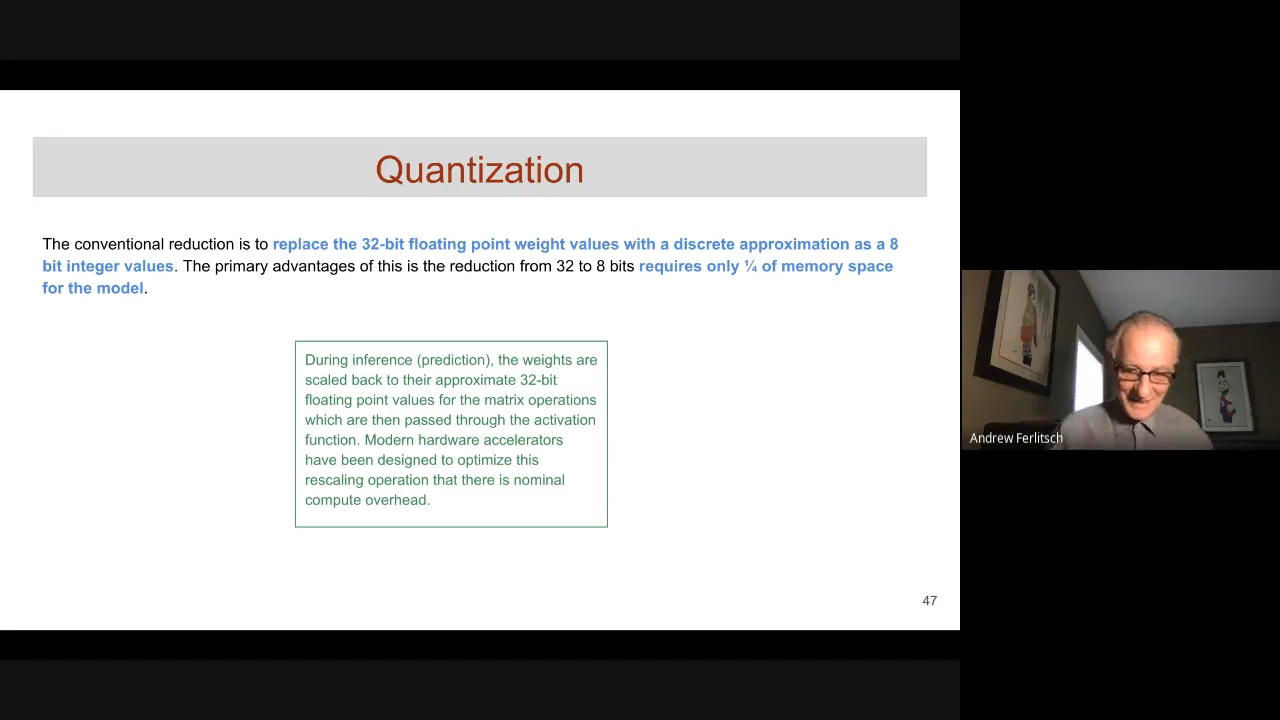 Quantization
The conventional reduction is to replace the 32-bit floating point weight values with a discrete approximation as a 8
bit integer values. The primary advantages of this is the reduction from 32 to 8 bits requires only ¼ of memory space
for the model.
During inference (prediction), the weights are
scaled back to their approximate 32-bit
floating point values for the matrix operations
which are then passed through the activation
function. Modern hardware accelerators
have been designed to optimize this
rescaling operation that there is nominal
compute overhead.
47
Andrew Ferlitsch